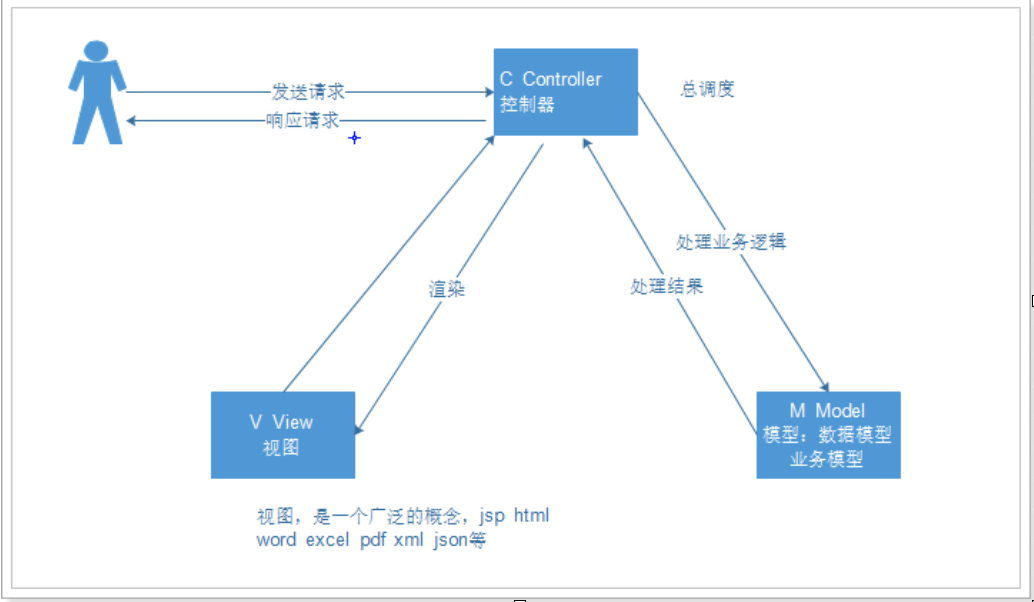 发送请求
响应请求
C Controller
控制器
总调度
处理业务逻辑
处理结果
渲染
V View
视图
M Model
模型：数据模型
业务模型
视图，是一个广泛的概念，jsp html
word excel pdf xml json等